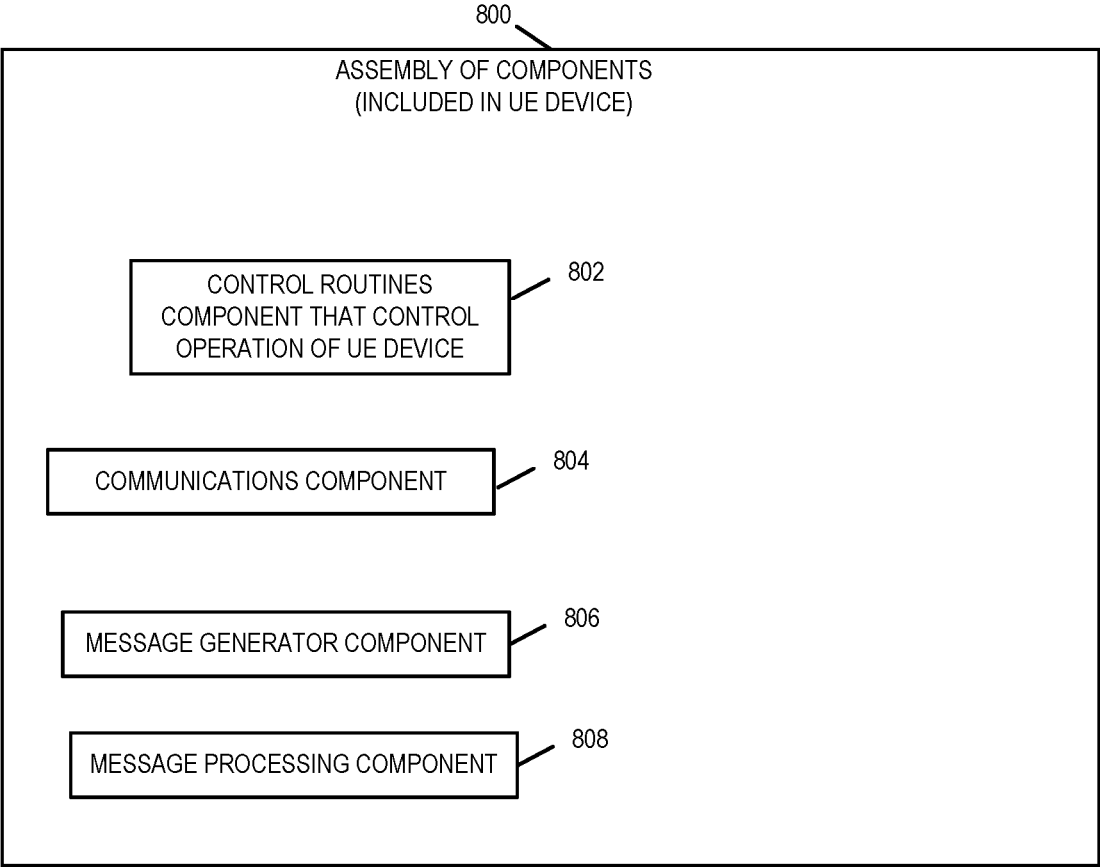 800
ASSEMBLY OF COMPONENTS
(INCLUDED IN UE DEVICE)
802
CONTROL ROUTINES
COMPONENT THAT CONTROL
OPERATION OF UE DEVICE
804
COMMUNICATIONS COMPONENT
806
MESSAGE GENERATOR COMPONENT
808
MESSAGE PROCESSING COMPONENT